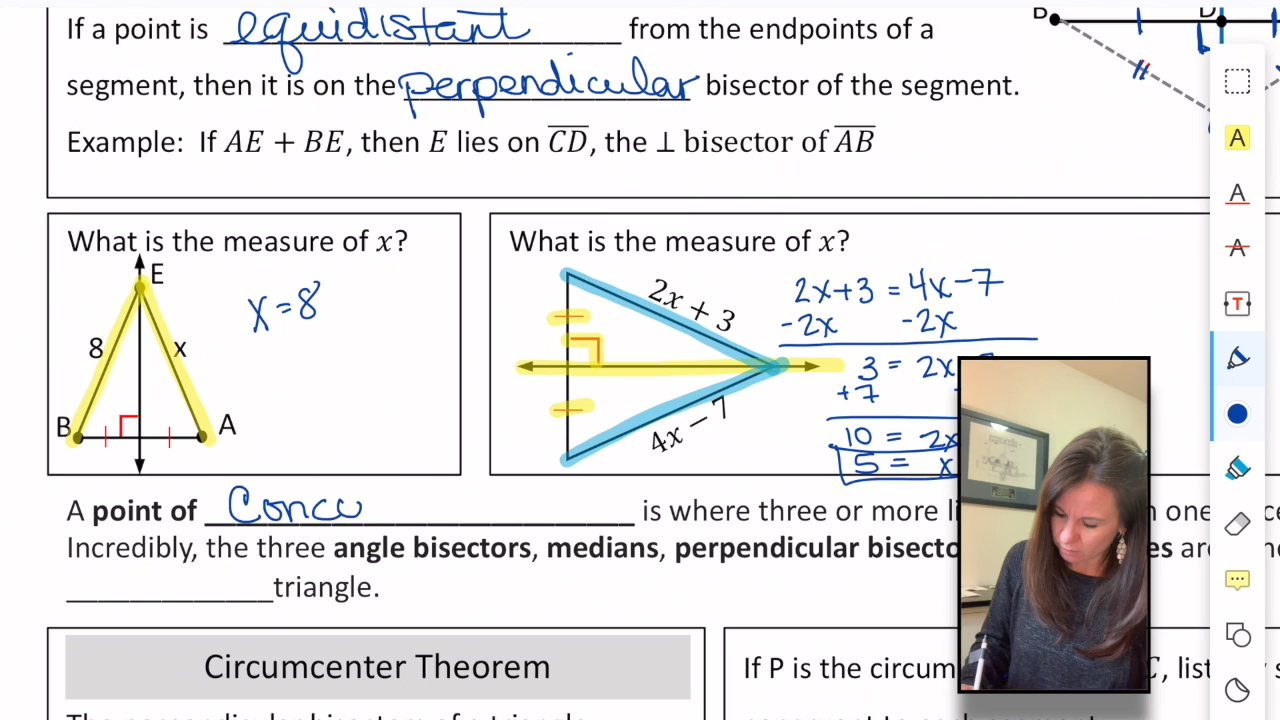 B
D
If a point is equidistant from the endpoints of a
segment, then it is on the perpendicular bisector of the segment.
Example: If AE + BE, then E lies on CD, the ⊥ bisector of AB
What is the measure of x?
E
8
x
B
A
x=8
What is the measure of x?
2x + 3
4x − 7
2x+3 = 4x−7
-2x -2x
3 = 2x
+7
10 = 2x
5 = x
A point of Concu is where three or more
Incredibly, the three angle bisectors, medians, perpendicular
triangle.
Circumcenter Theorem
If P is the
A
A
A
T